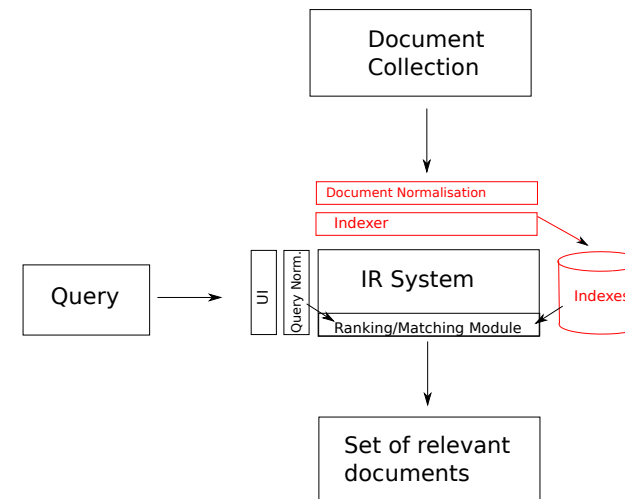 Document
Collection
Document Normalisation
Indexer
IR System
Query
UI
Query Norm.
Indexes
Ranking/Matching Module
Set of relevant
documents